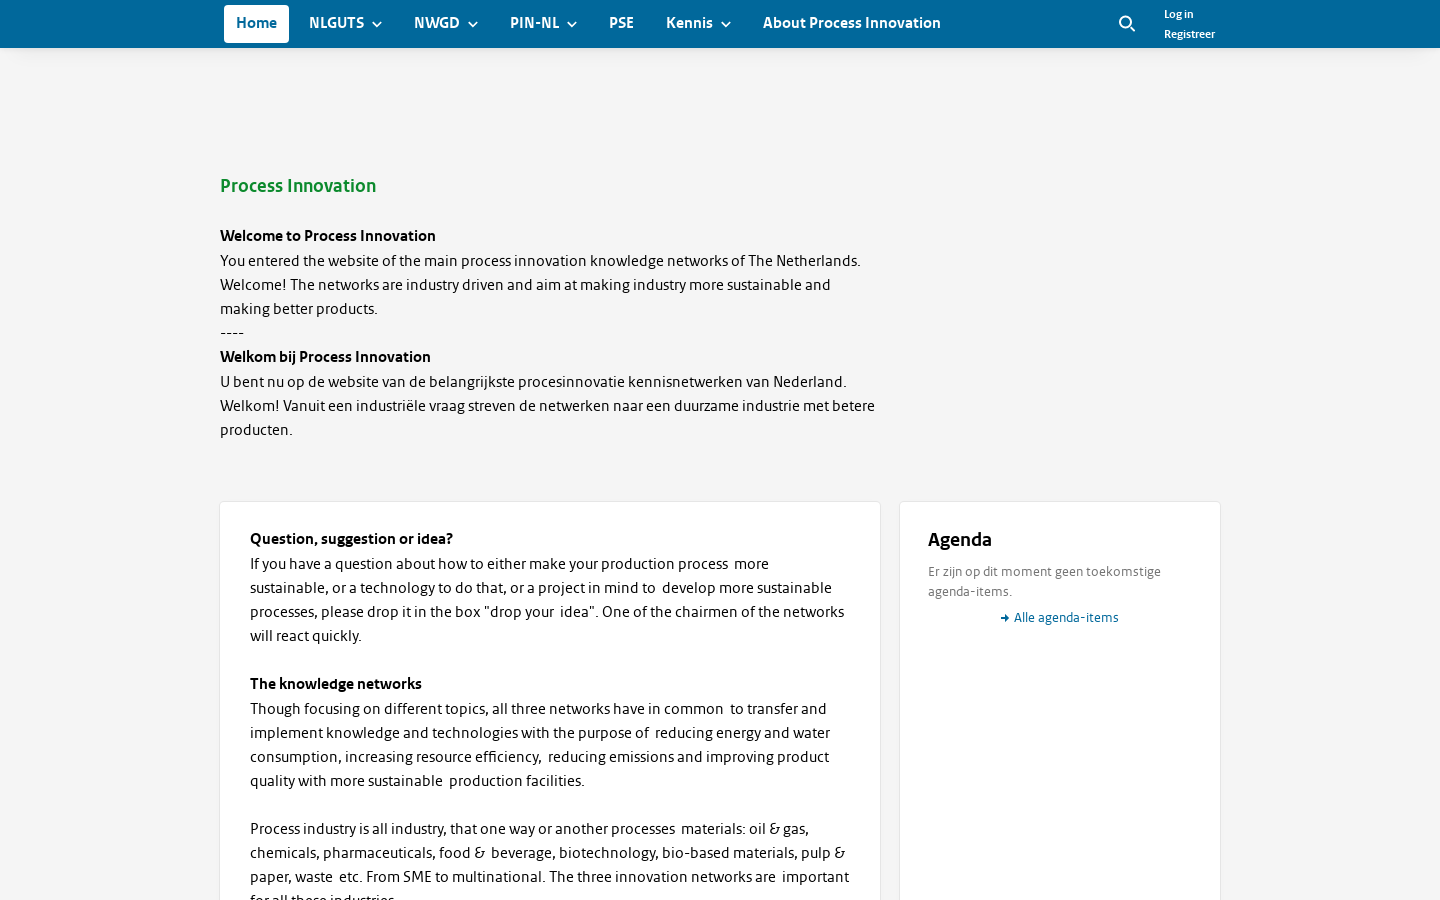 Home NLGUTS NWGD PIN-NL PSE Kennis About Process Innovation Log in
Registreer
Process Innovation
Welcome to Process Innovation
You entered the website of the main process innovation knowledge networks of The Netherlands.
Welcome! The networks are industry driven and aim at making industry more sustainable and
making better products.
----
Welkom bij Process Innovation
U bent nu op de website van de belangrijkste procesinnovatie kennisnetwerken van Nederland.
Welkom! Vanuit een industriële vraag streven de netwerken naar een duurzame industrie met betere
producten.
Question, suggestion or idea?
If you have a question about how to either make your production process more
sustainable, or a technology to do that, or a project in mind to develop more sustainable
processes, please drop it in the box "drop your idea". One of the chairmen of the networks
will react quickly.
The knowledge networks
Though focusing on different topics, all three networks have in common to transfer and
implement knowledge and technologies with the purpose of reducing energy and water
consumption, increasing resource efficiency, reducing emissions and improving product
quality with more sustainable production facilities.
Process industry is all industry, that one way or another processes materials: oil & gas,
chemicals, pharmaceuticals, food & beverage, biotechnology, bio-based materials, pulp &
paper, waste etc. From SME to multinational. The three innovation networks are important
for all these industries.
Agenda
Er zijn op dit moment geen toekomstige
agenda-items.
Alle agenda-items